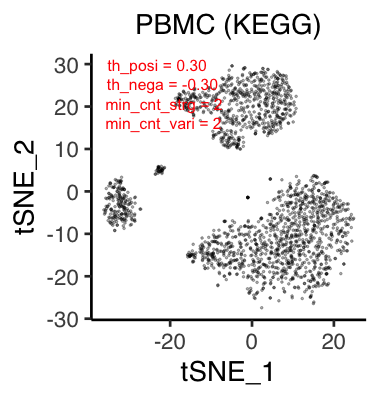 PBMC (KEGG)
th_posi = 0.30
th_nega = -0.30
min_cnt_strg = 2
min_cnt_vari = 2
30
20
10
0
-10
-20
-30
tSNE_2
-20
0
20
tSNE_1